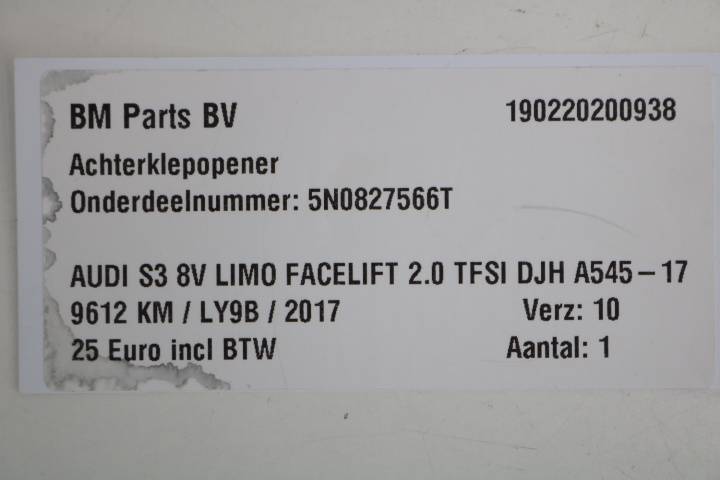 BM Parts BV 190220200938
Achterklepopener
Onderdeelnummer: 5N0827566T
AUDI S3 8V LIMO FACELIFT 2.0 TFSI DJH A545-17
9612 KM / LY9B / 2017 Verz: 10
25 Euro incl BTW Aantal: 1